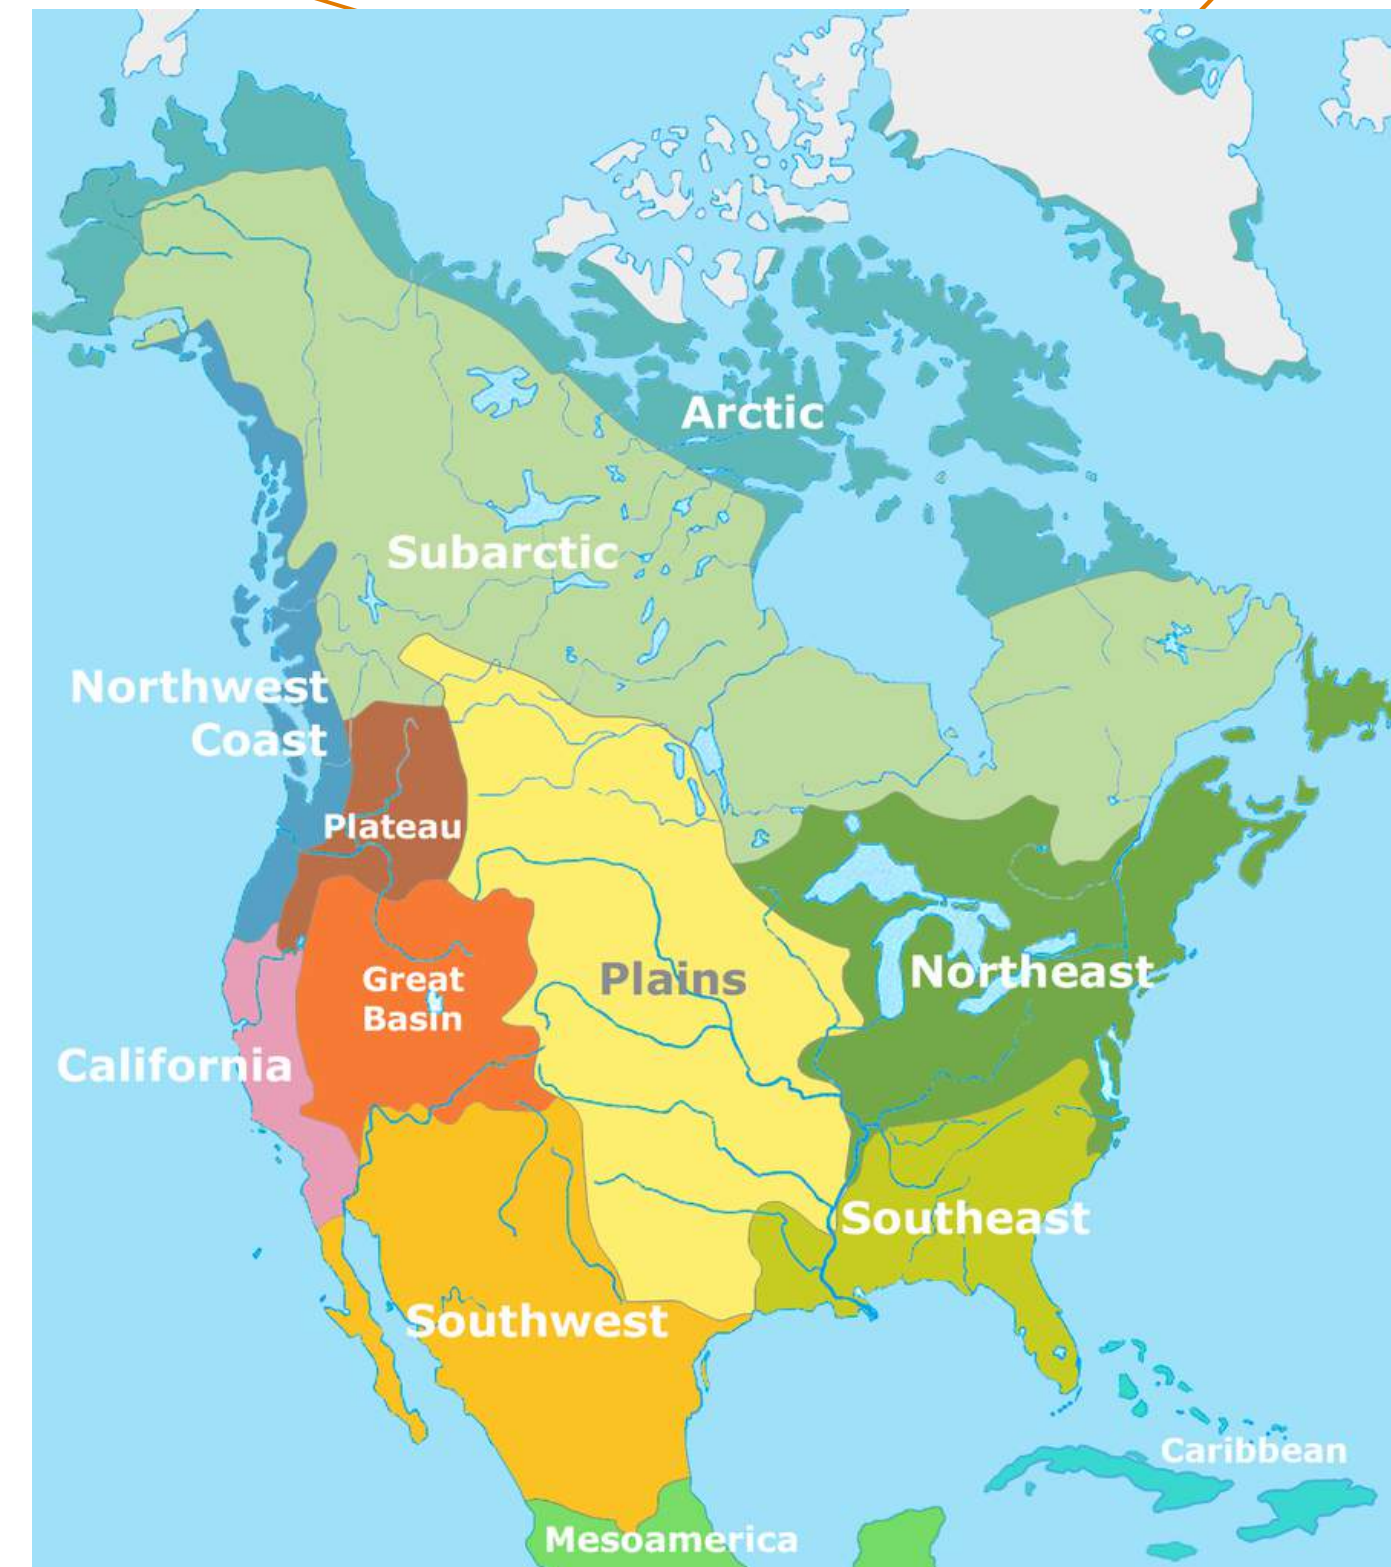 Arctic
Subarctic
Northwest
Coast
Plateau
Great
Basin
Plains
Northeast
California
Southeast
Southwest
Caribbean
Mesoamerica